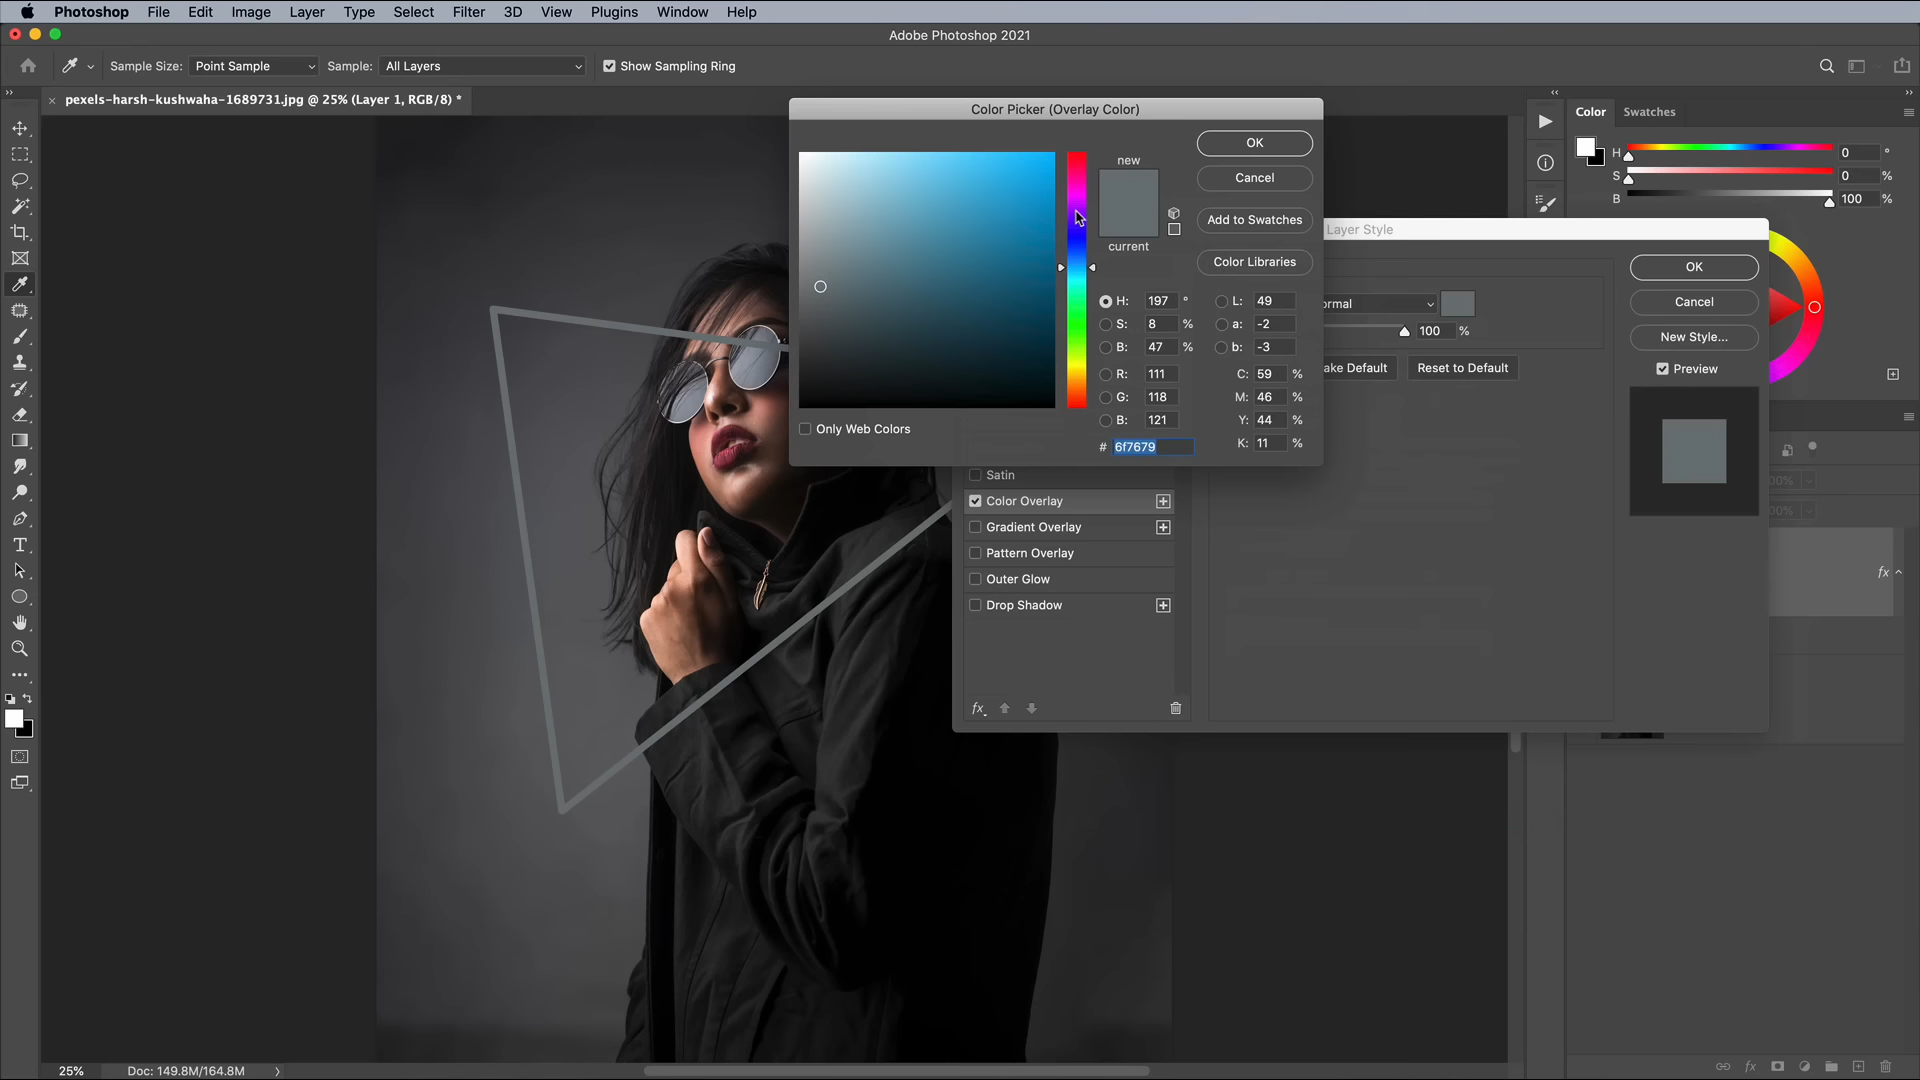 Photoshop File Edit Image Layer Type Select Filter 3D View Plugins Window Help
Adobe Photoshop 2021
Sample Size: Point Sample Sample: All Layers Show Sampling Ring
pexels-harsh-kushwaha-1689731.jpg @ 25% (Layer 1, RGB/8) *
Color Picker (Overlay Color)
new
current
OK
Cancel
Add to Swatches
Color Libraries
H: 197 ° L: 49
S: 8 % a: -2
B: 47 % b: -3
R: 111 C: 59 %
G: 118 M: 46 %
B: 121 Y: 44 %
# 6f7679 K: 11 %
Only Web Colors
Color Swatches
H 0 °
S 0 %
B 100 %
Layer Style
ormal
100 %
ake Default Reset to Default
OK
Cancel
New Style...
Preview
Satin
Color Overlay
Gradient Overlay
Pattern Overlay
Outer Glow
Drop Shadow
fx
fx
fx
25% Doc: 149.8M/164.8M